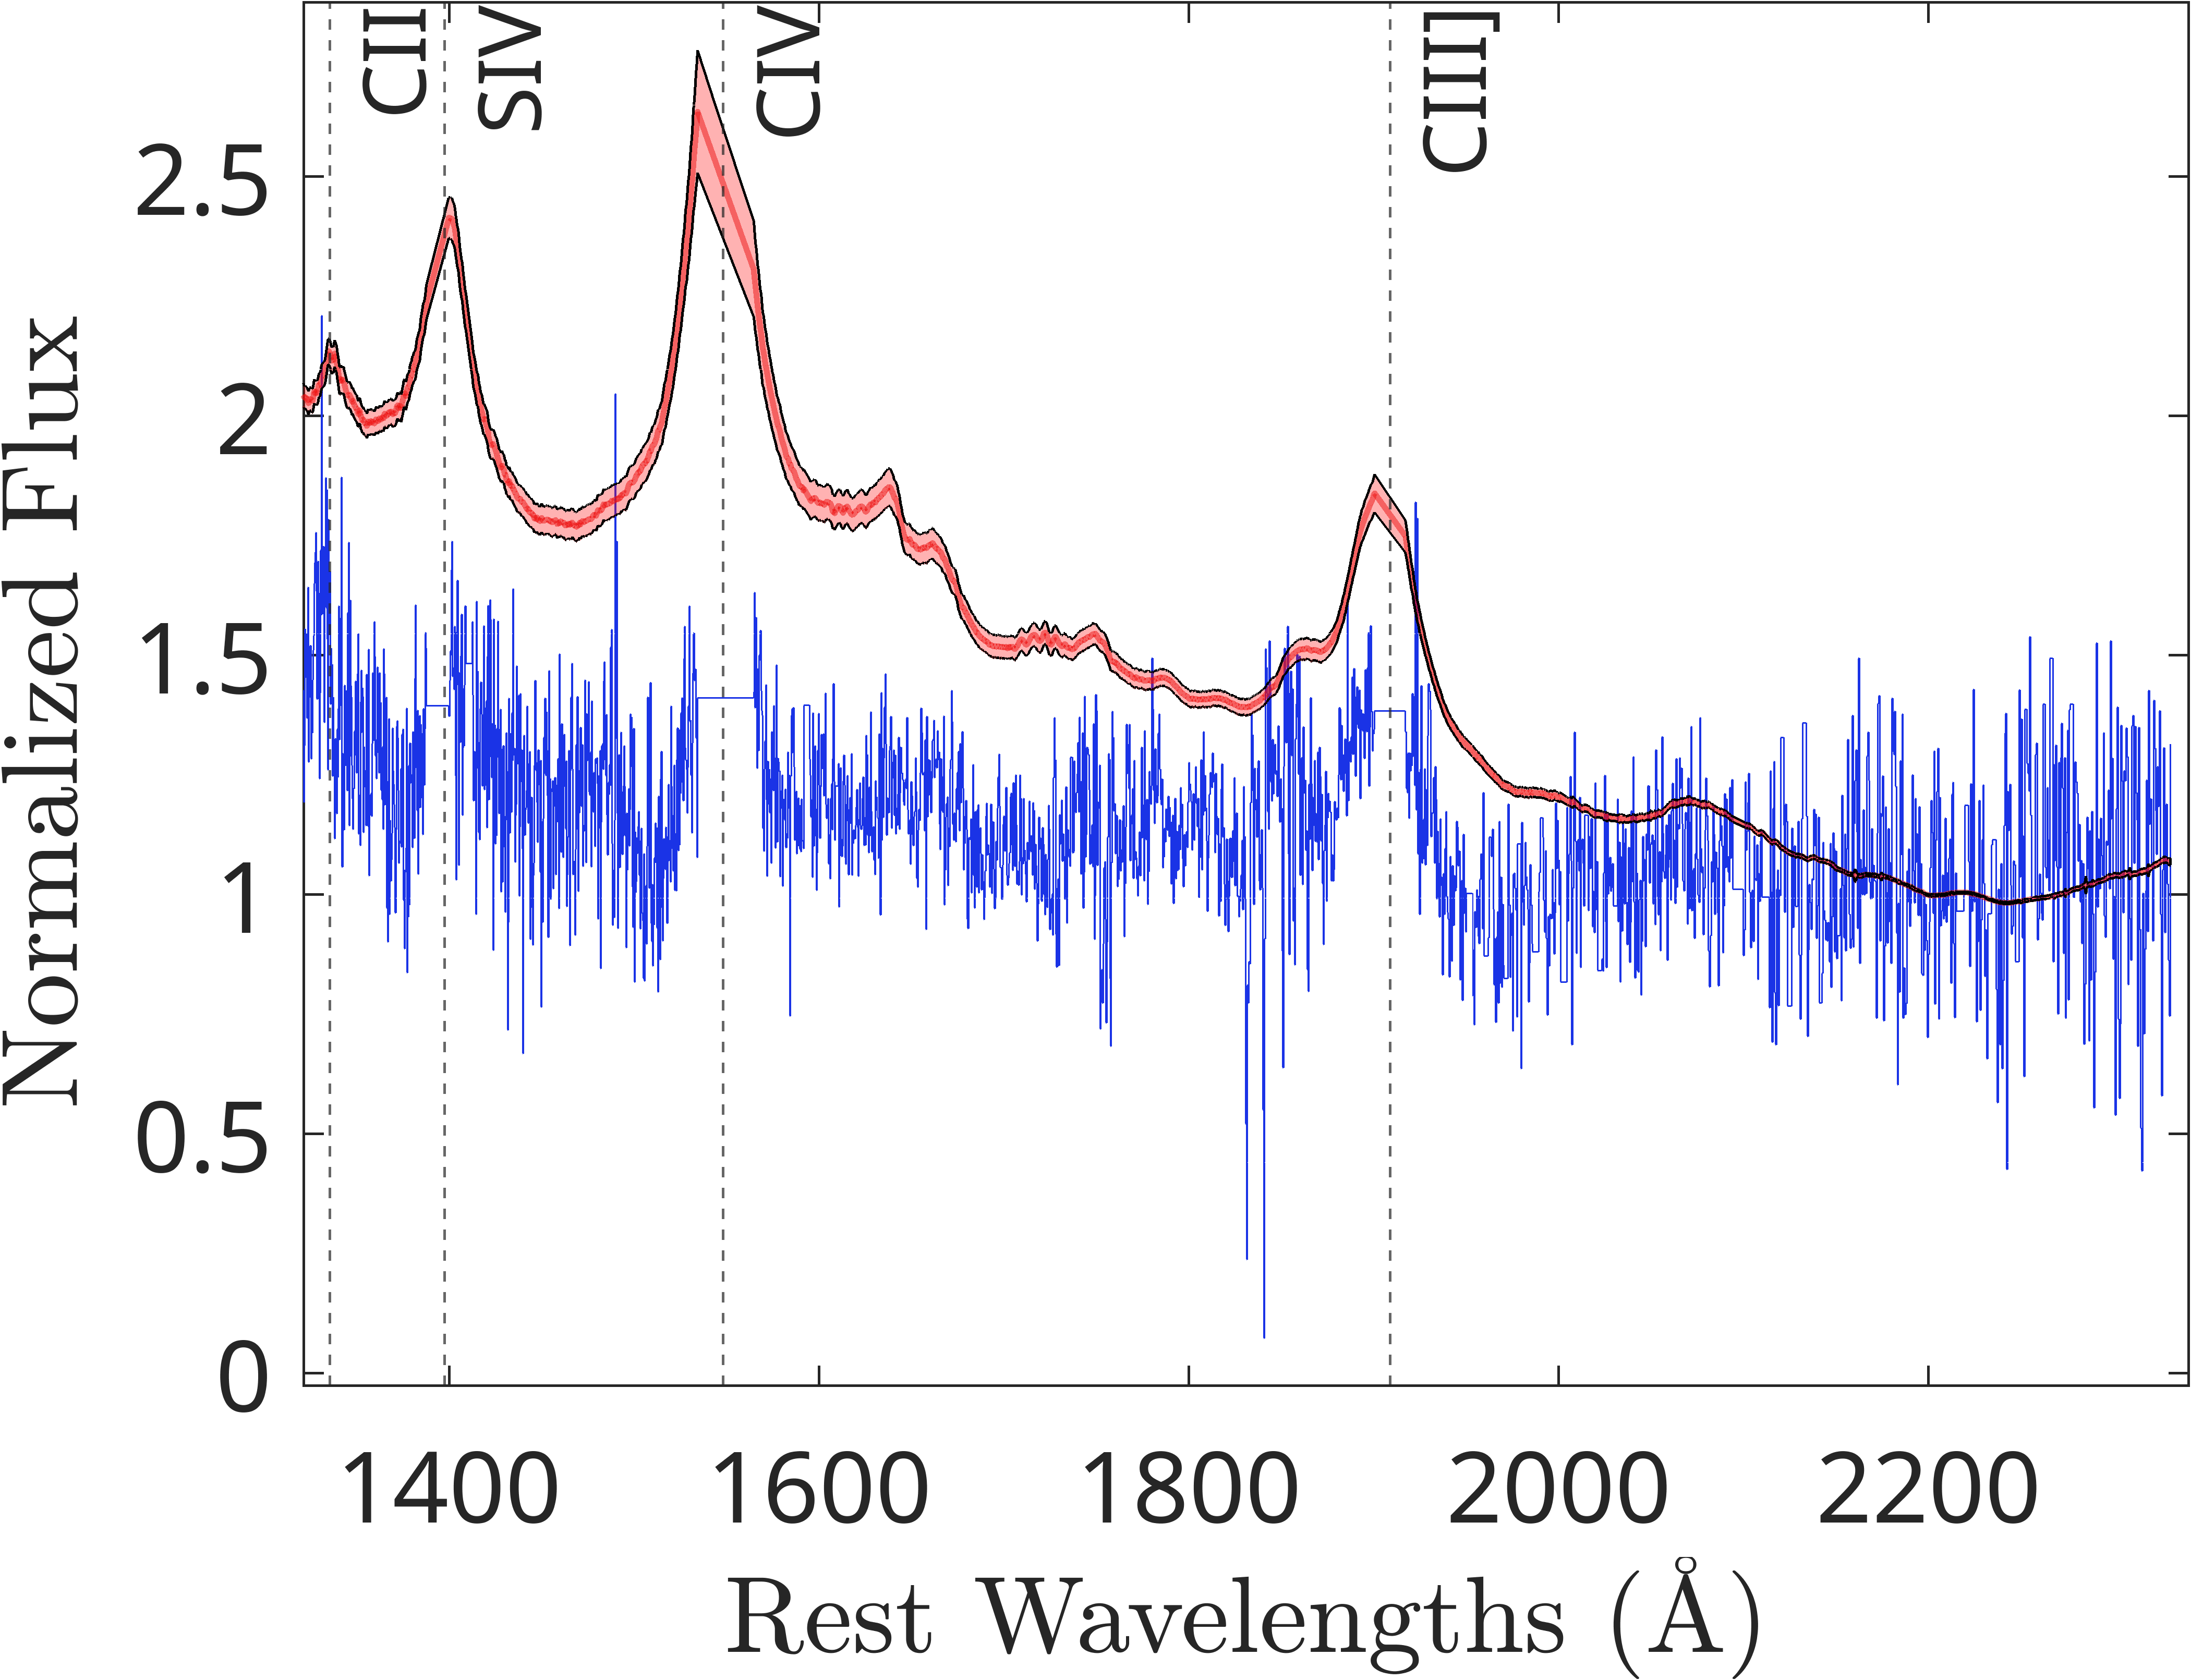 CII
SIV
CIV
CIII]
2.5
2
1.5
1
0.5
0
Normalized Flux
1400 1600 1800 2000 2200
Rest Wavelengths (Å)